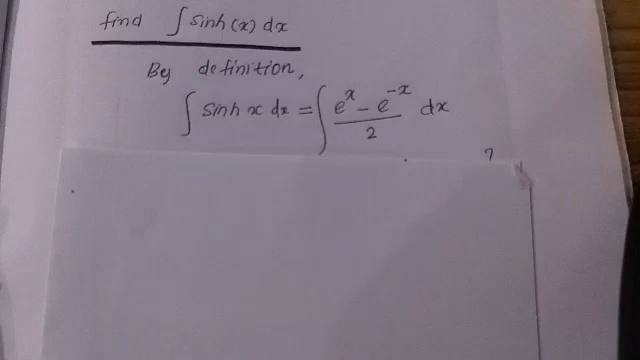 find ∫ sinh(x) dx
By definition,
∫ sinh x dx = ∫ (e^x - e^-x)/2 dx